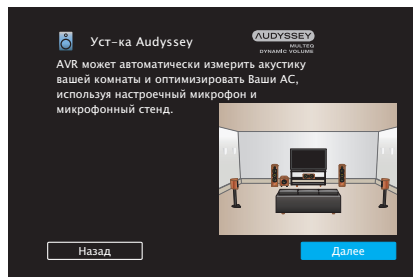 Уст-ка Audyssey
AUDYSSEY
MULTEQ
DYNAMIC VOLUME
AVR может автоматически измерить акустику
вашей комнаты и оптимизировать Ваши АС,
используя настроечный микрофон и
микрофонный стенд.
Назад
Далее